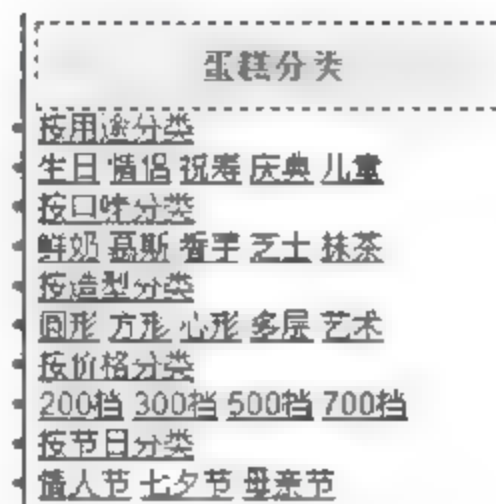 蛋糕分类
按用途分类
生日 情侣 祝寿 庆典 儿童
按口味分类
鲜奶 慕斯 香芋 芝士 抹茶
按造型分类
圆形 方形 心形 多层 艺术
按价格分类
200档 300档 500档 700档
按节日分类
情人节 七夕节 母亲节